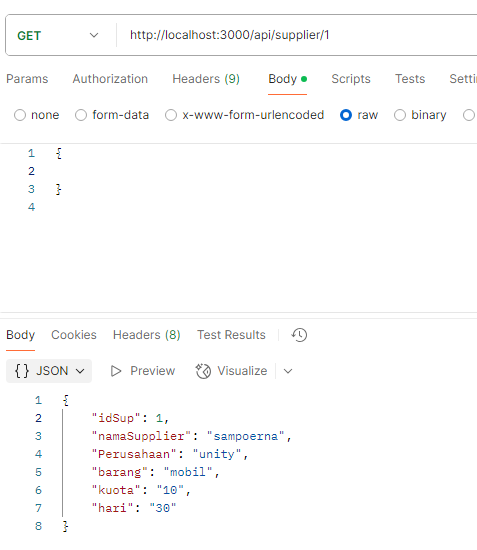 GET http://localhost:3000/api/supplier/1
Params Authorization Headers (9) Body Scripts Tests Setti
none form-data x-www-form-urlencoded raw binary
1 {
2
3 }
4
Body Cookies Headers (8) Test Results
{} JSON Preview Visualize
1 {
2 "idSup": 1,
3 "namaSupplier": "sampoerna",
4 "Perusahaan": "unity",
5 "barang": "mobil",
6 "kuota": "10",
7 "hari": "30"
8 }